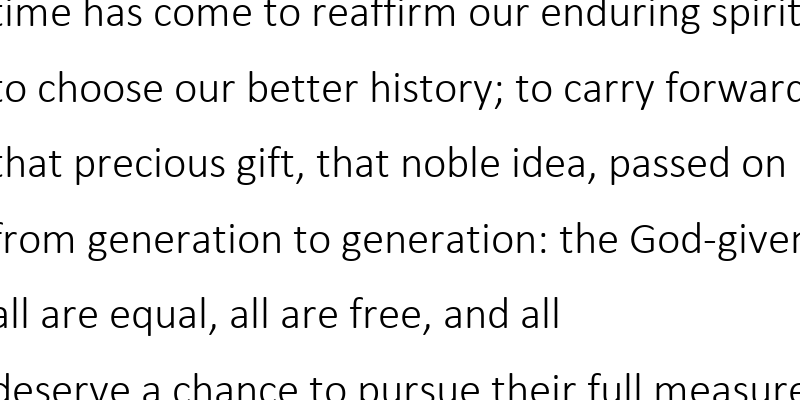 time has come to reaffirm our enduring spirit
to choose our better history; to carry forward
that precious gift, that noble idea, passed on
from generation to generation: the God-given
all are equal, all are free, and all
deserve a chance to pursue their full measure